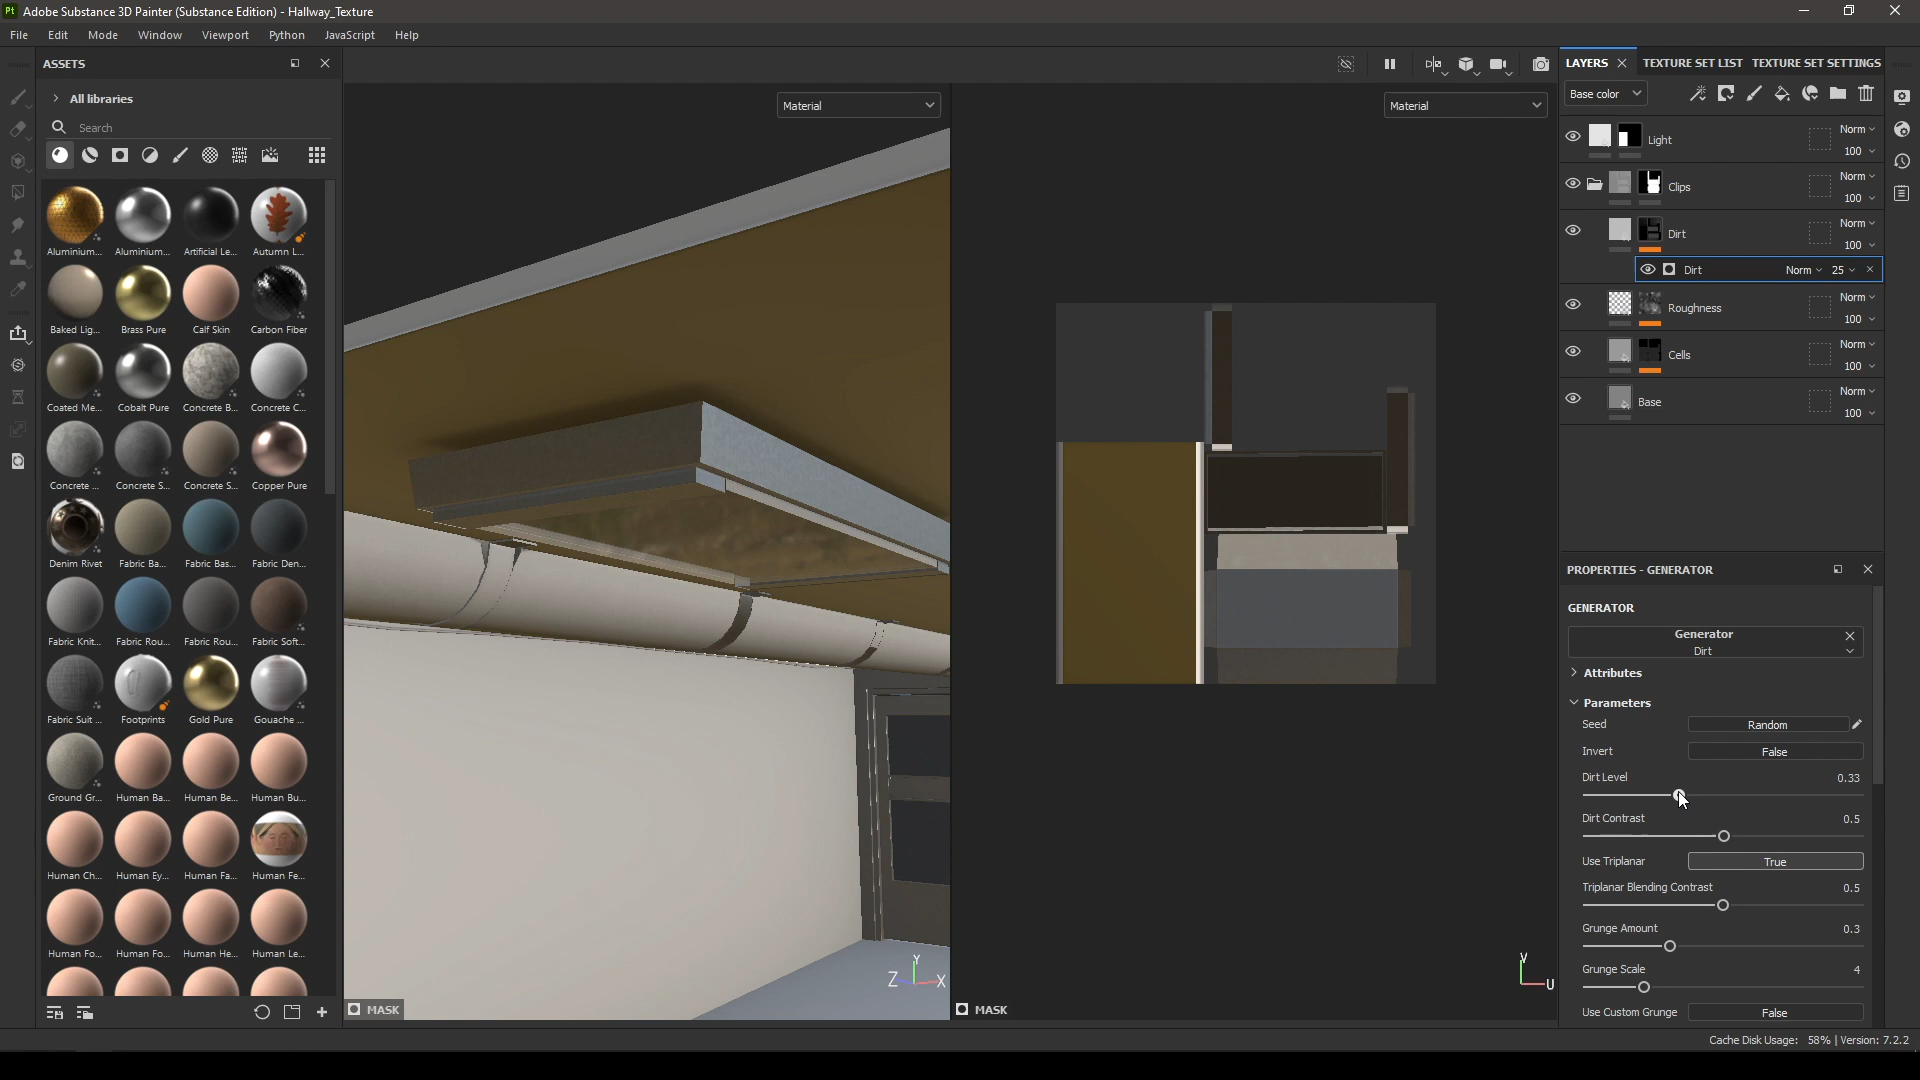 Pt Adobe Substance 3D Painter (Substance Edition) - Hallway_Texture
File Edit Mode Window Viewport Python JavaScript Help
ASSETS
All libraries
Search
Aluminium... Aluminium... Artificial Le... Autumn L...
Baked Lig... Brass Pure Calf Skin Carbon Fiber
Coated Me... Cobalt Pure Concrete B... Concrete C...
Concrete ... Concrete S... Concrete S... Copper Pure
Denim Rivet Fabric Ba... Fabric Bas... Fabric Den...
Fabric Knit... Fabric Rou... Fabric Rou... Fabric Soft...
Fabric Suit ... Footprints Gold Pure Gouache ...
Ground Gr... Human Ba... Human Be... Human Bu...
Human Ch... Human Ey... Human Fa... Human Fe...
Human Fo... Human Fo... Human He... Human Le...
Material
Y
Z X
MASK
Material
V
U
MASK
LAYERS TEXTURE SET LIST TEXTURE SET SETTINGS
Base color
Light Norm
100
Clips Norm
100
Dirt Norm
100
Dirt Norm 25
Roughness Norm
100
Cells Norm
100
Base Norm
100
PROPERTIES - GENERATOR
GENERATOR
Generator
Dirt
Attributes
Parameters
Seed Random
Invert False
Dirt Level 0.33
Dirt Contrast 0.5
Use Triplanar True
Triplanar Blending Contrast 0.5
Grunge Amount 0.3
Grunge Scale 4
Use Custom Grunge False
Cache Disk Usage: 58% | Version: 7.2.2